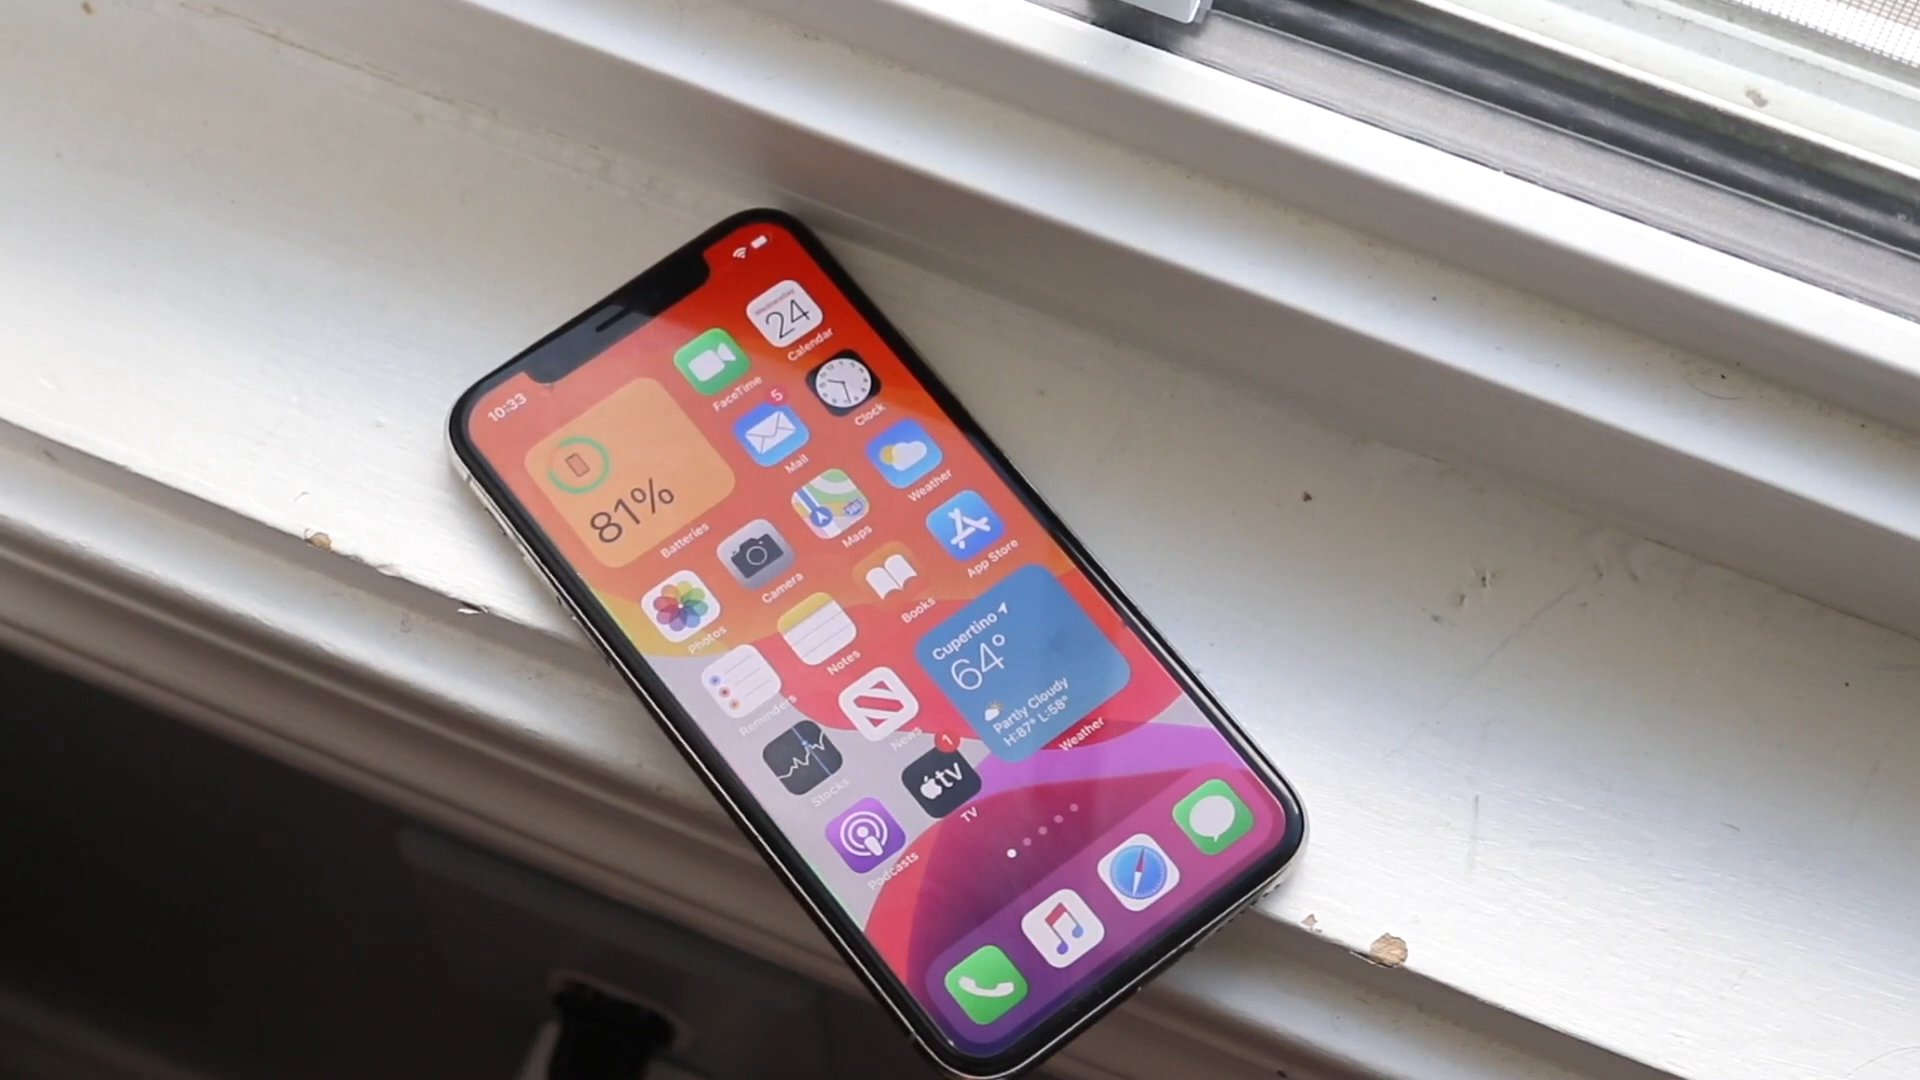 10:33
81%
Batteries
FaceTime
Wednesday
24
Calendar
5
Mail
Clock
Photos
Camera
Maps
Weather
Reminders
Notes
Books
App Store
Stocks
News
Cupertino
64°
Partly Cloudy
H:87° L:58°
Weather
Podcasts
1
tv
TV